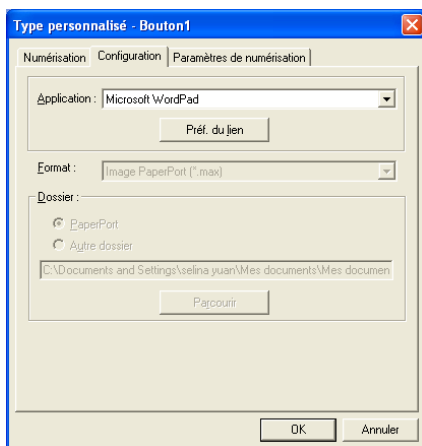 Type personnalisé - Bouton1
Numérisation Configuration Paramètres de numérisation
Application : Microsoft WordPad
Préf. du lien
Format : Image PaperPort (*.max)
Dossier :
PaperPort
Autre dossier
C:\Documents and Settings\selina yuan\Mes documents\Mes documen
Parcourir
OK Annuler